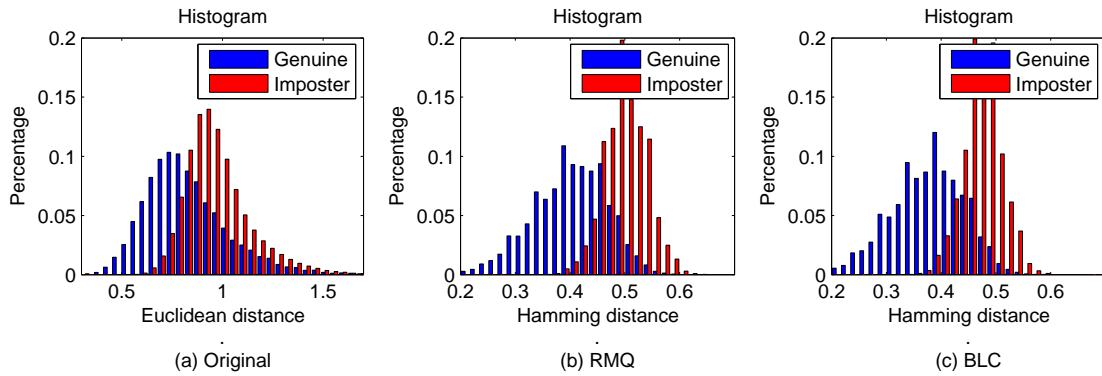 Histogram
0.2
0.15
0.1
0.05
0
Percentage
Genuine
Imposter
0.5
1
1.5
Euclidean distance
.
(a) Original
Histogram
0.2
0.15
0.1
0.05
0
Percentage
Genuine
Imposter
0.2
0.3
0.4
0.5
0.6
Hamming distance
.
(b) RMQ
Histogram
0.2
0.15
0.1
0.05
0
Percentage
Genuine
Imposter
0.2
0.3
0.4
0.5
0.6
Hamming distance
.
(c) BLC